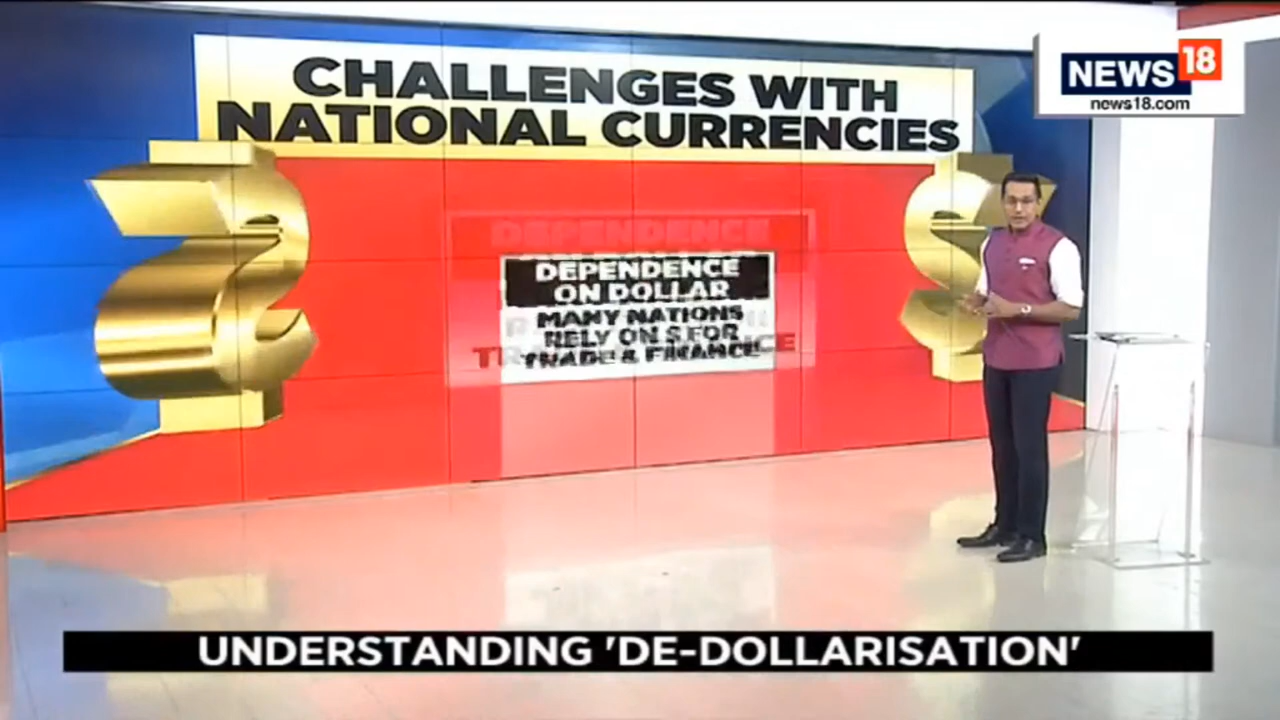 CHALLENGES WITH
NATIONAL CURRENCIES
NEWS18
news18.com
DEPENDENCE
DEPENDENCE
ON DOLLAR
MANY NATIONS
RELY ON $ FOR
TRADE & FINANCE
UNDERSTANDING 'DE-DOLLARISATION'